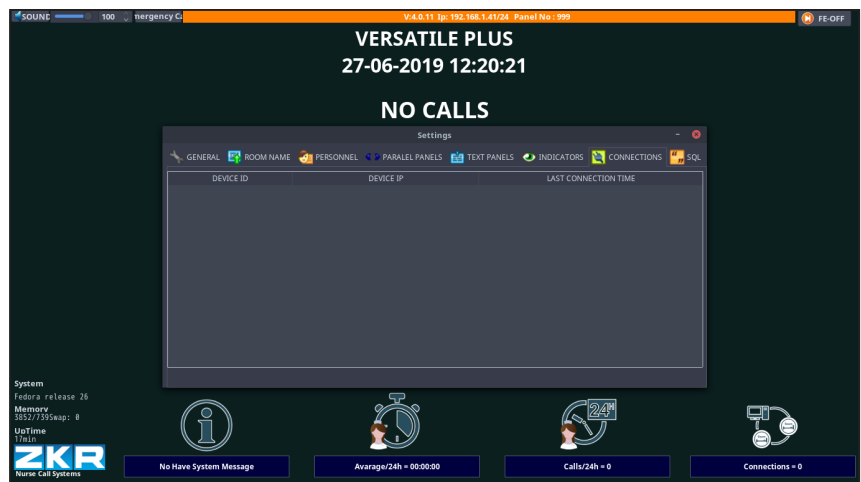 SOUND 100 mergency Ca V:4.0.11 Ip: 192.168.1.41/24 Panel No : 999 FE-OFF
VERSATILE PLUS
27-06-2019 12:20:21
NO CALLS
Settings
GENERAL ROOM NAME PERSONNEL PARALEL PANELS TEXT PANELS INDICATORS CONNECTIONS SQL
DEVICE ID DEVICE IP LAST CONNECTION TIME
System
Fedora release 26
Memory
3852/7395wap: 0
UpTime
17min
24H
ZKR
Nurse Call Systems
No Have System Message Avarage/24h = 00:00:00 Calls/24h = 0 Connections = 0